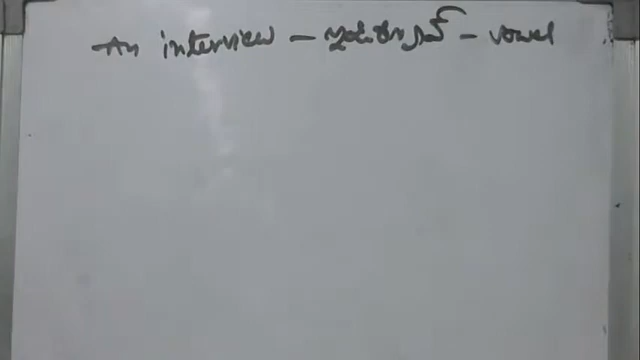 An interview – – vowel